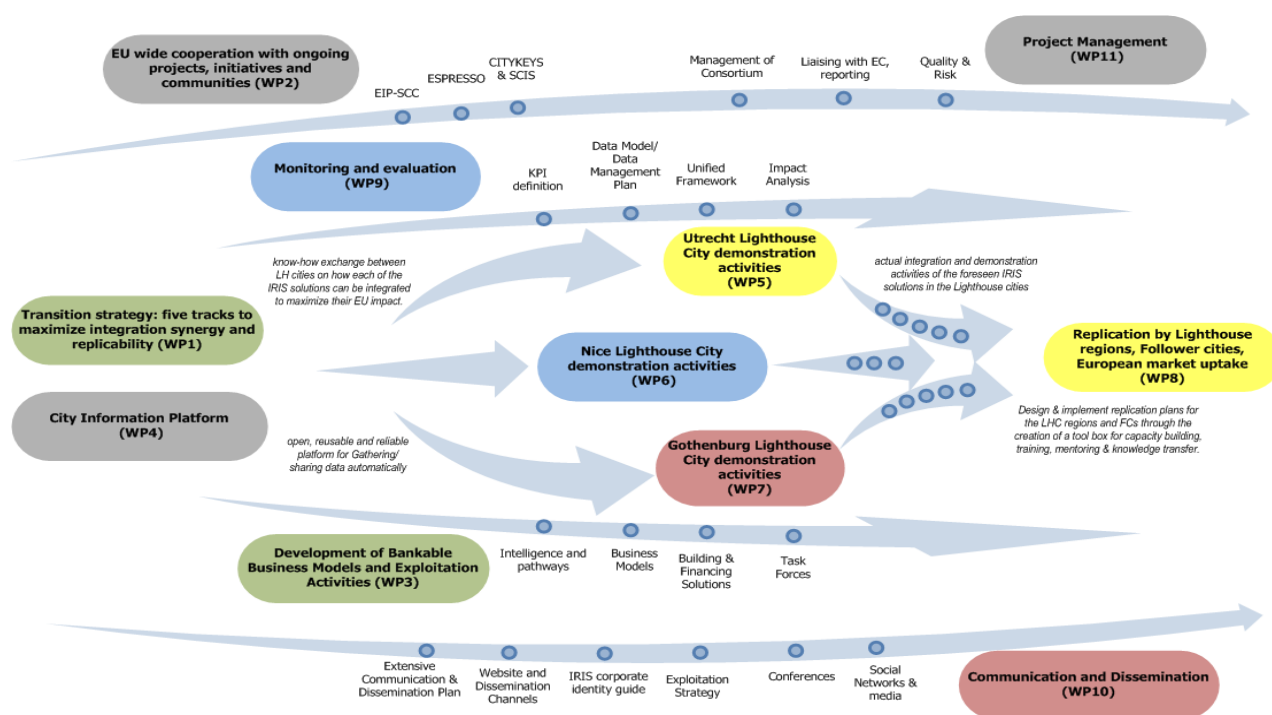 EU wide cooperation with ongoing
projects, initiatives and
communities (WP2)
EIP-SCC
ESPRESSO
CITYKEYS
& SCIS
Management of
Consortium
Liaising with EC,
reporting
Quality &
Risk
Project Management
(WP11)
Monitoring and evaluation
(WP9)
KPI
definition
Data Model/
Data
Management
Plan
Unified
Framework
Impact
Analysis
know-how exchange between
LH cities on how each of the
IRIS solutions can be integrated
to maximize their EU impact.
Utrecht Lighthouse
City demonstration
activities
(WP5)
actual integration and demonstration
activities of the foreseen IRIS
solutions in the Lighthouse cities
Transition strategy: five tracks to
maximize integration synergy and
replicability (WP1)
Nice Lighthouse City
demonstration activities
(WP6)
Replication by Lighthouse
regions, Follower cities,
European market uptake
(WP8)
City Information Platform
(WP4)
open, reusable and reliable
platform for Gathering/
sharing data automatically
Gothenburg Lighthouse
City demonstration
activities
(WP7)
Design & implement replication plans for
the LHC regions and FCs through the
creation of a tool box for capacity building,
training, mentoring & knowledge transfer.
Development of Bankable
Business Models and Exploitation
Activities (WP3)
Intelligence and
pathways
Business
Models
Building &
Financing
Solutions
Task
Forces
Extensive
Communication &
Dissemination Plan
Website and
Dissemination
Channels
IRIS corporate
identity guide
Exploitation
Strategy
Conferences
Social
Networks &
media
Communication and Dissemination
(WP10)